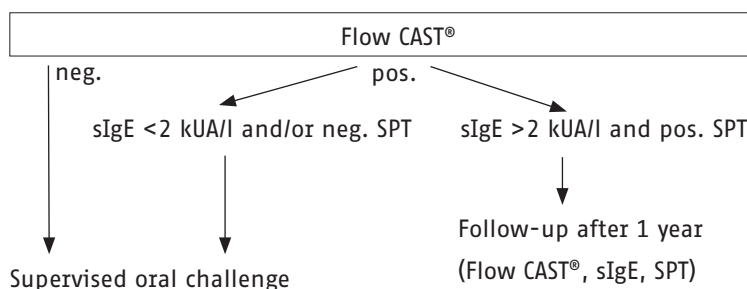 Flow CAST®
neg.
pos.
sIgE <2 kUA/l and/or neg. SPT
sIgE >2 kUA/l and pos. SPT
Follow-up after 1 year
(Flow CAST®, sIgE, SPT)
Supervised oral challenge